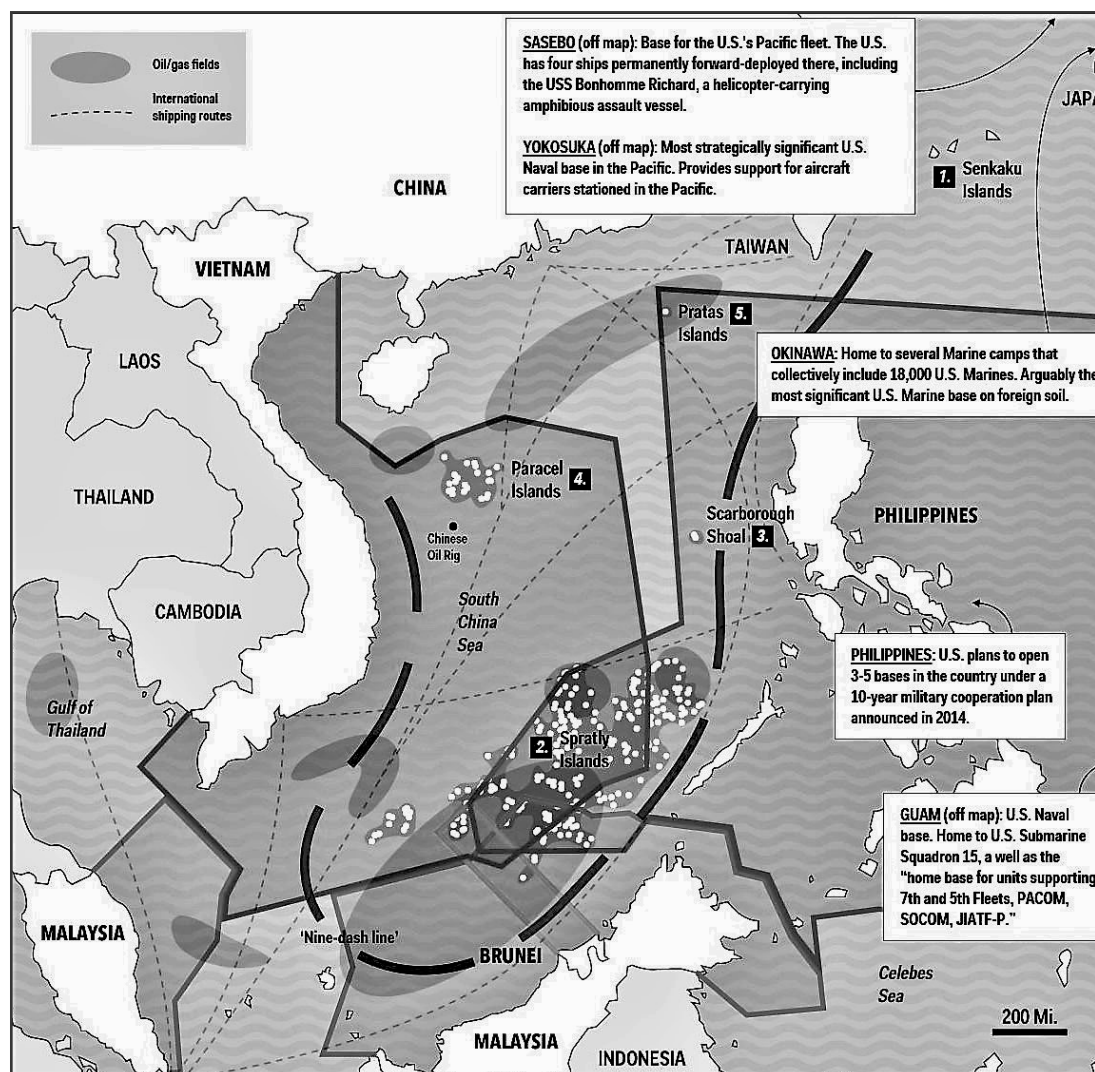 Oil/gas fields
International
shipping routes
SASEBO (off map): Base for the U.S.'s Pacific fleet. The U.S.
has four ships permanently forward-deployed there, including
the USS Bonhomme Richard, a helicopter-carrying
amphibious assault vessel.
YOKOSUKA (off map): Most strategically significant U.S.
Naval base in the Pacific. Provides support for aircraft
carriers stationed in the Pacific.
JAPA
1. Senkaku
Islands
CHINA
TAIWAN
VIETNAM
Pratas 5.
Islands
LAOS
OKINAWA: Home to several Marine camps that
collectively include 18,000 U.S. Marines. Arguably the
most significant U.S. Marine base on foreign soil.
Paracel 4.
Islands
THAILAND
Scarborough
Shoal 3.
PHILIPPINES
Chinese
Oil Rig
CAMBODIA
South
China
Sea
PHILIPPINES: U.S. plans to open
3-5 bases in the country under a
10-year military cooperation plan
announced in 2014.
Gulf of
Thailand
2. Spratly
Islands
GUAM (off map): U.S. Naval
base. Home to U.S. Submarine
Squadron 15, a well as the
"home base for units supporting
7th and 5th Fleets, PACOM,
SOCOM, JIATF-P."
MALAYSIA
'Nine-dash line'
BRUNEI
Celebes
Sea
200 Mi.
MALAYSIA
INDONESIA